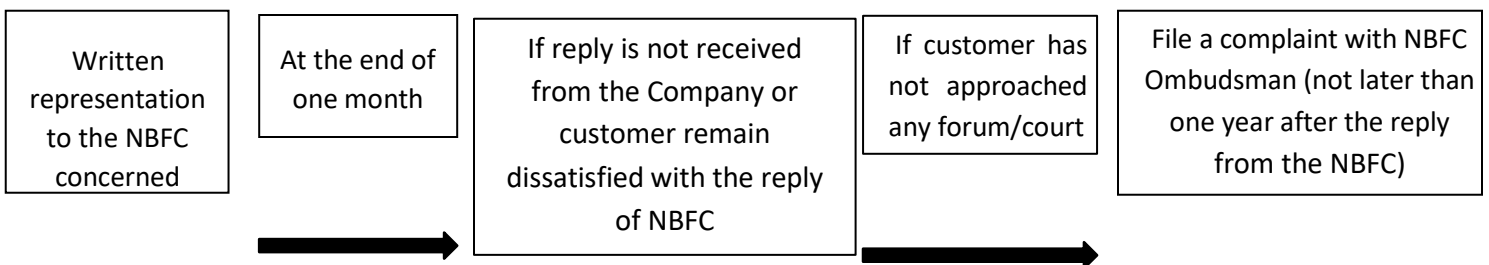 Written
representation
to the NBFC
concerned
At the end of
one month
If reply is not received
from the Company or
customer remain
dissatisfied with the reply
of NBFC
If customer has
not approached
any forum/court
File a complaint with NBFC
Ombudsman (not later than
one year after the reply
from the NBFC)